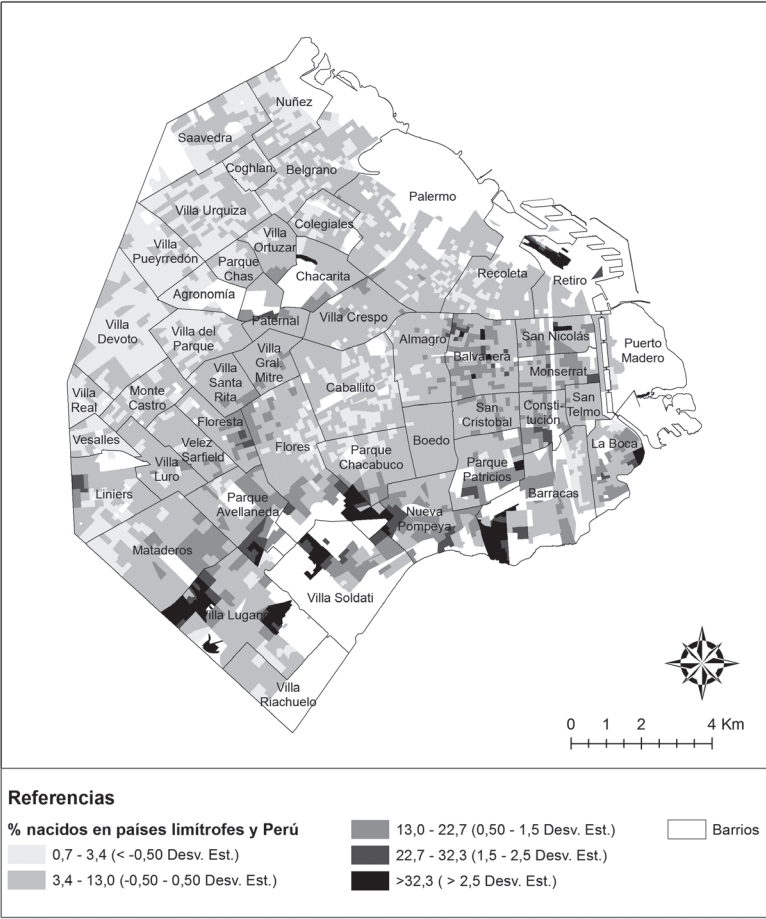 Nuñez
Saavedra
Coghlan
Belgrano
Palermo
Villa Urquiza
Colegiales
Villa
Ortuzar
Villa
Pueyrredón
Parque
Chas
Chacarita
Recoleta
Retiro
Agronomía
Villa
Devoto
Villa del
Parque
Paternal
Villa Crespo
Almagro
San Nicolás
Puerto
Madero
Balvanera
Villa
Gral
Mitre
Villa
Santa
Rita
Monserrat
Caballito
Villa
Real
Monte
Castro
San
Cristobal
Consti-
tución
San
Telmo
Floresta
Vesalles
Velez
Sarfield
Flores
Boedo
La Boca
Parque
Chacabuco
Villa
Luro
Parque
Patricios
Liniers
Parque
Avellaneda
Barracas
Nueva
Pompeya
Mataderos
Villa Soldati
Villa Lugano
Villa
Riachuelo
0 1 2 4 Km
Referencias
% nacidos en países limítrofes y Perú
0,7 - 3,4 (< -0,50 Desv. Est.)
3,4 - 13,0 (-0,50 - 0,50 Desv. Est.)
13,0 - 22,7 (0,50 - 1,5 Desv. Est.)
22,7 - 32,3 (1,5 - 2,5 Desv. Est.)
>32,3 ( > 2,5 Desv. Est.)
Barrios